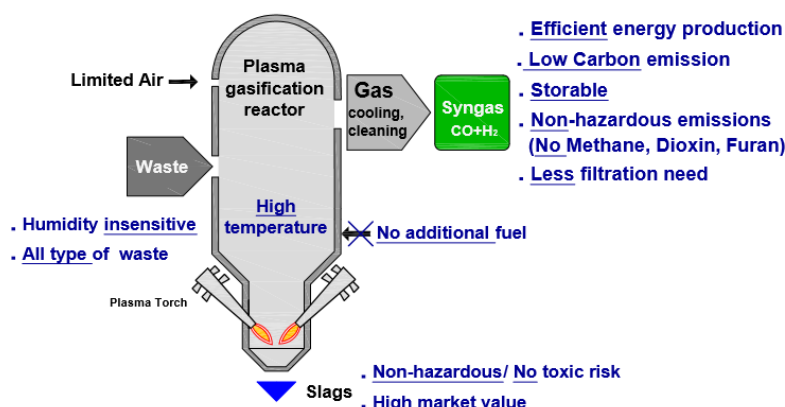 . Efficient energy production
. Low Carbon emission
. Storable
. Non-hazardous emissions
(No Methane, Dioxin, Furan)
. Less filtration need
Limited Air
Plasma
gasification
reactor
Gas
cooling,
cleaning
Syngas
CO+H₂
Waste
High
temperature
. Humidity insensitive
. All type of waste
No additional fuel
Plasma Torch
Slags
. Non-hazardous/ No toxic risk
. High market value